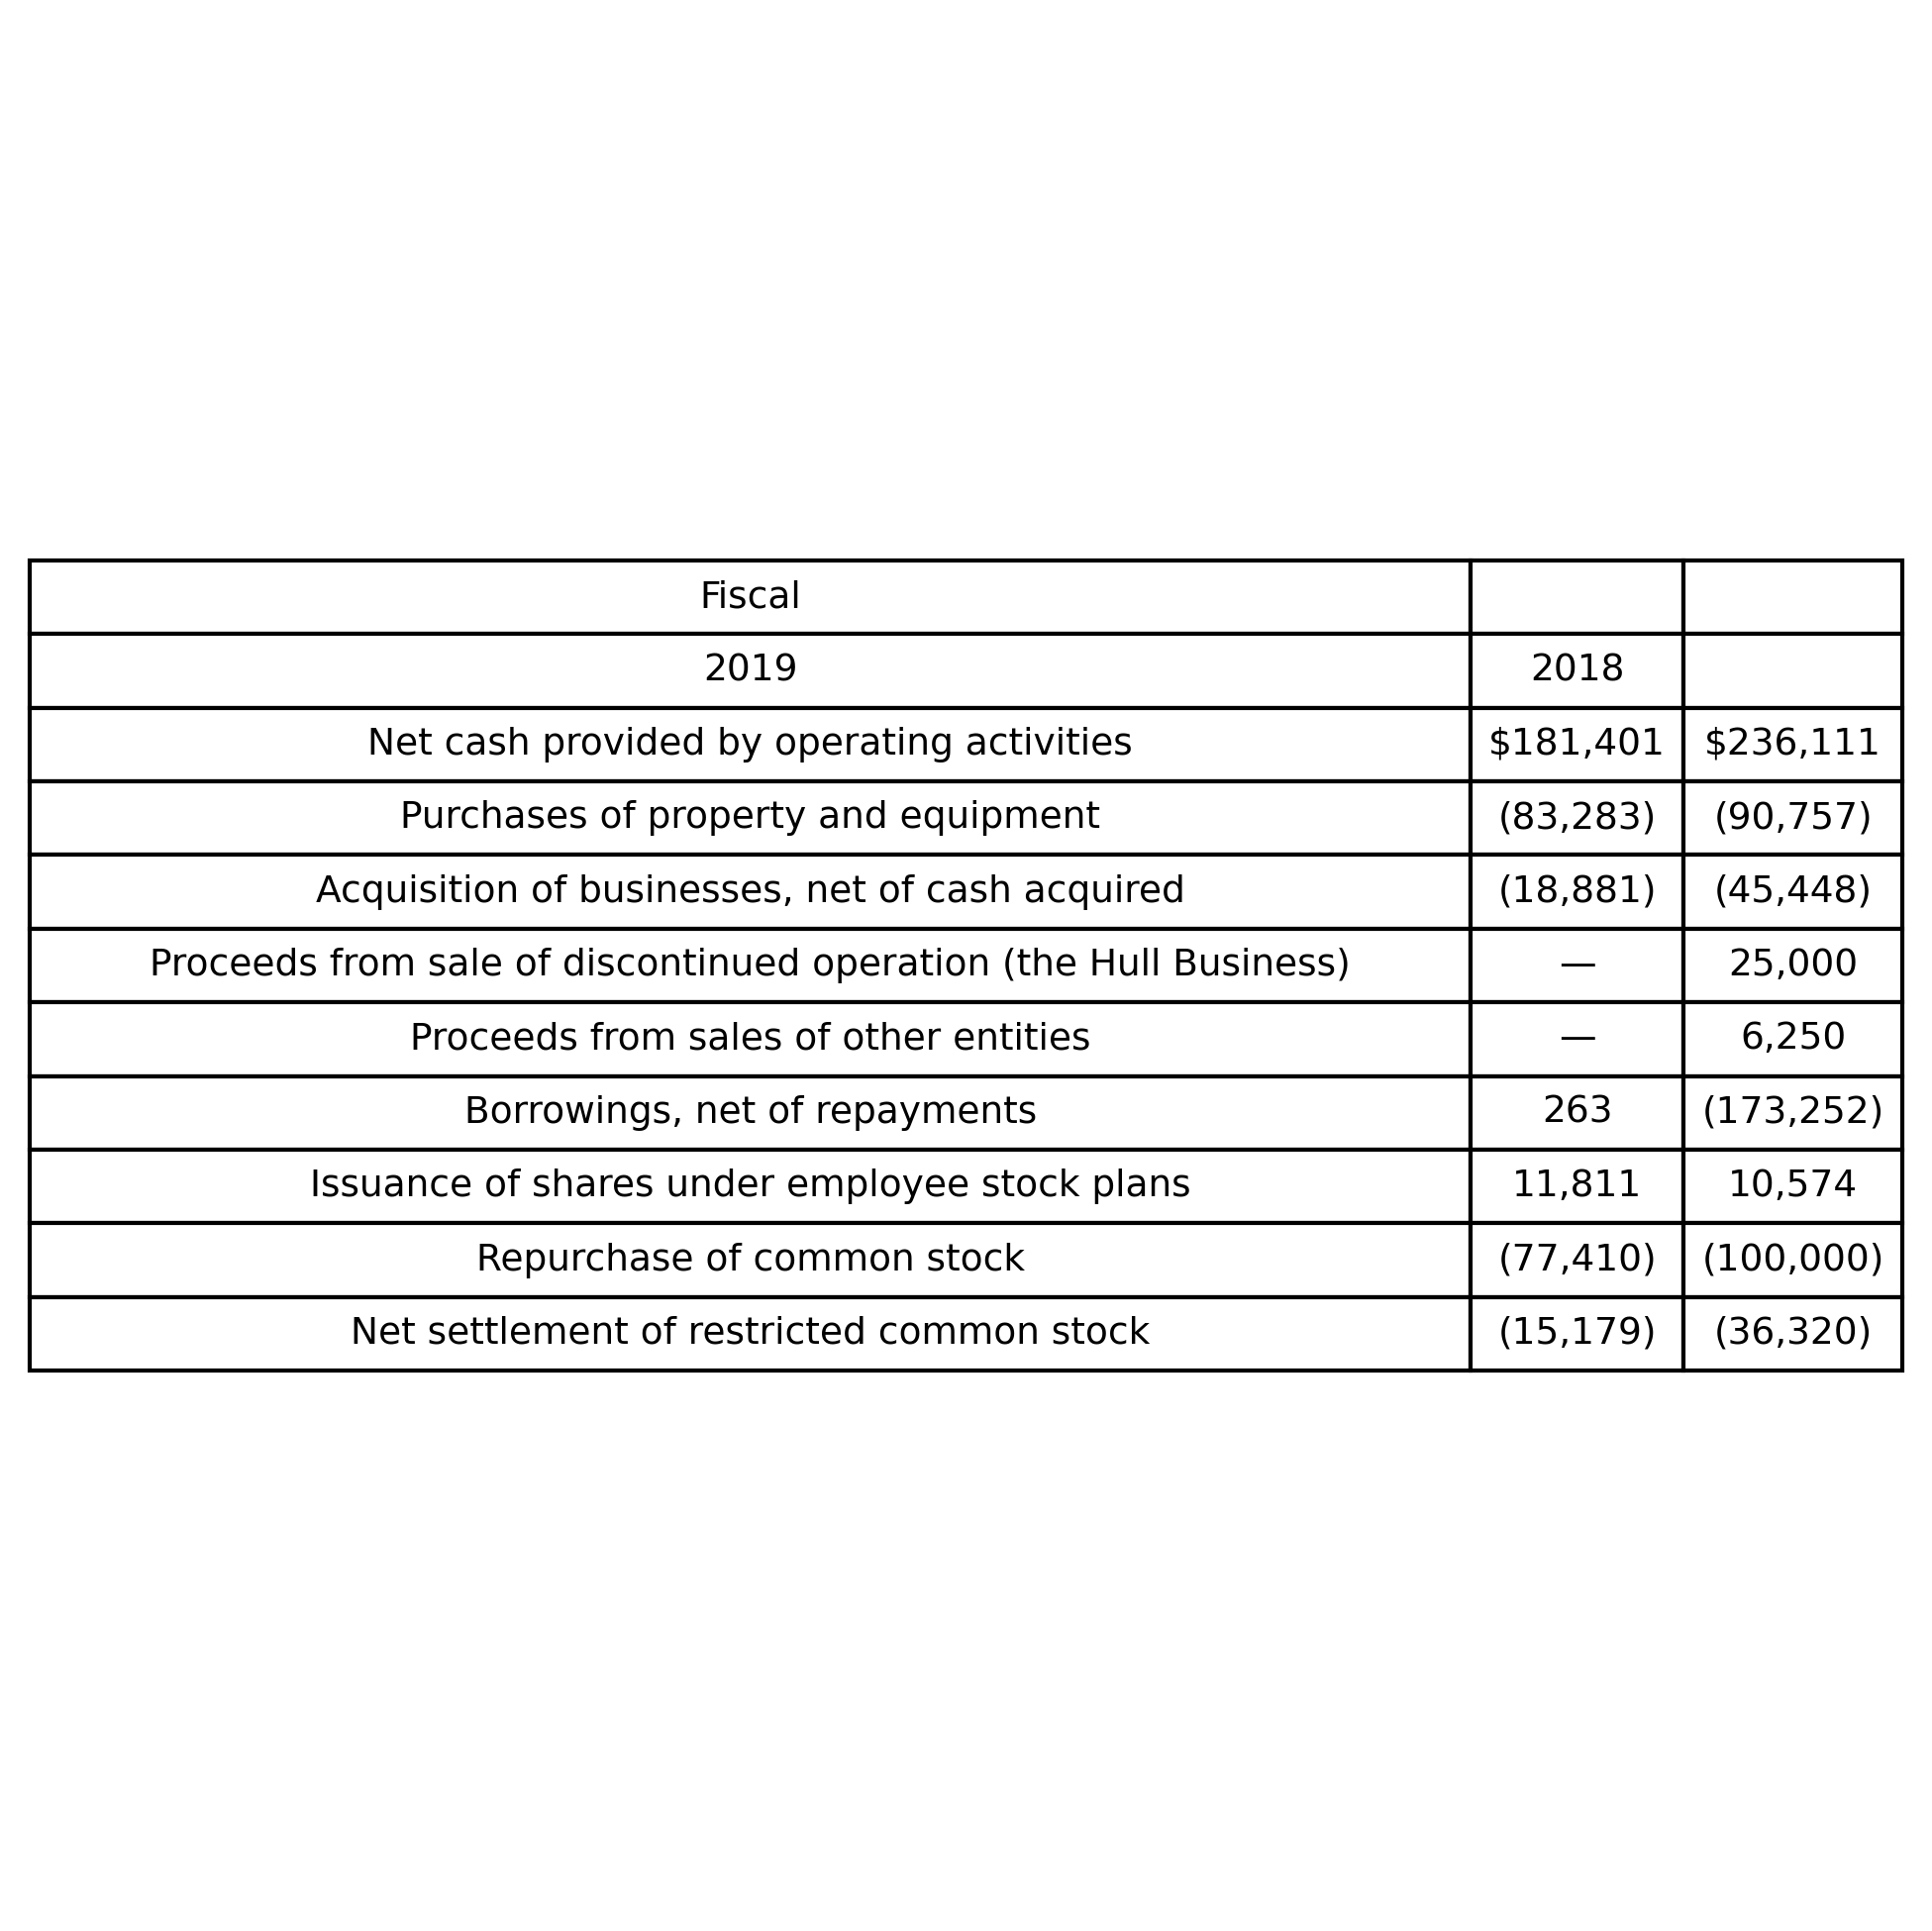 Fiscal
2019 2018
Net cash provided by operating activities $181,401 $236,111
Purchases of property and equipment (83,283) (90,757)
Acquisition of businesses, net of cash acquired (18,881) (45,448)
Proceeds from sale of discontinued operation (the Hull Business) — 25,000
Proceeds from sales of other entities — 6,250
Borrowings, net of repayments 263 (173,252)
Issuance of shares under employee stock plans 11,811 10,574
Repurchase of common stock (77,410) (100,000)
Net settlement of restricted common stock (15,179) (36,320)